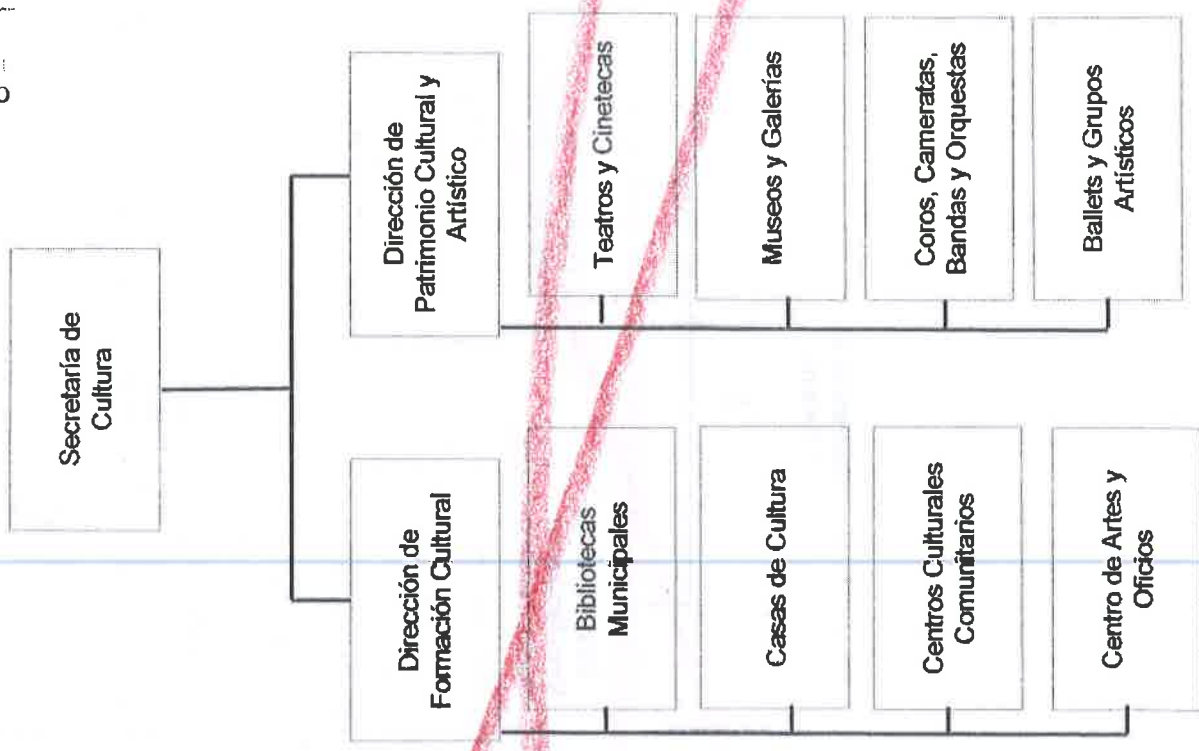 Secretaría de
Cultura
Dirección de
Formación Cultural
Bibliotecas
Municipales
Casas de Cultura
Centros Culturales
Comunitarios
Centro de Artes y
Oficios
Dirección de
Patrimonio Cultural y
Artístico
Teatros y Cinetecas
Museos y Galerías
Coros, Cameratas,
Bandas y Orquestas
Ballets y Grupos
Artísticos